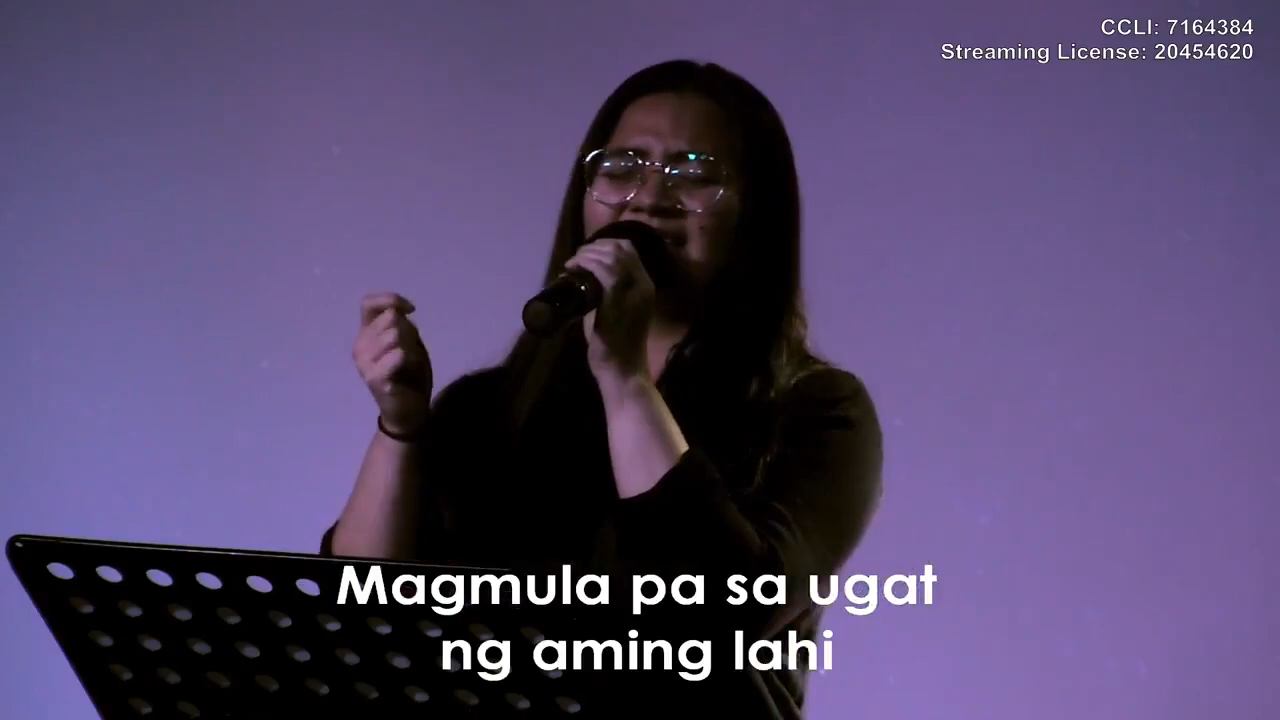 CCLI: 7164384
Streaming License: 20454620
Magmula pa sa ugat
ng aming lahi